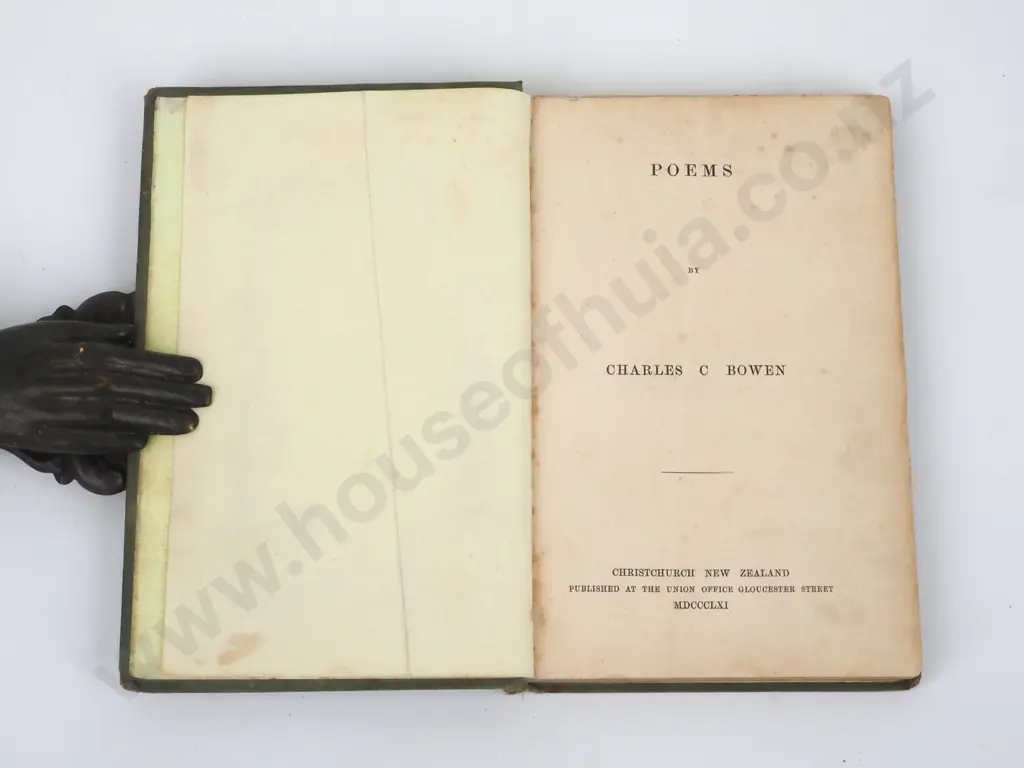 POEMS
BY
CHARLES C BOWEN
CHRISTCHURCH NEW ZEALAND
PUBLISHED AT THE UNION OFFICE GLOUCESTER STREET
MDCCCLXI
www.houseofhuia.co.nz